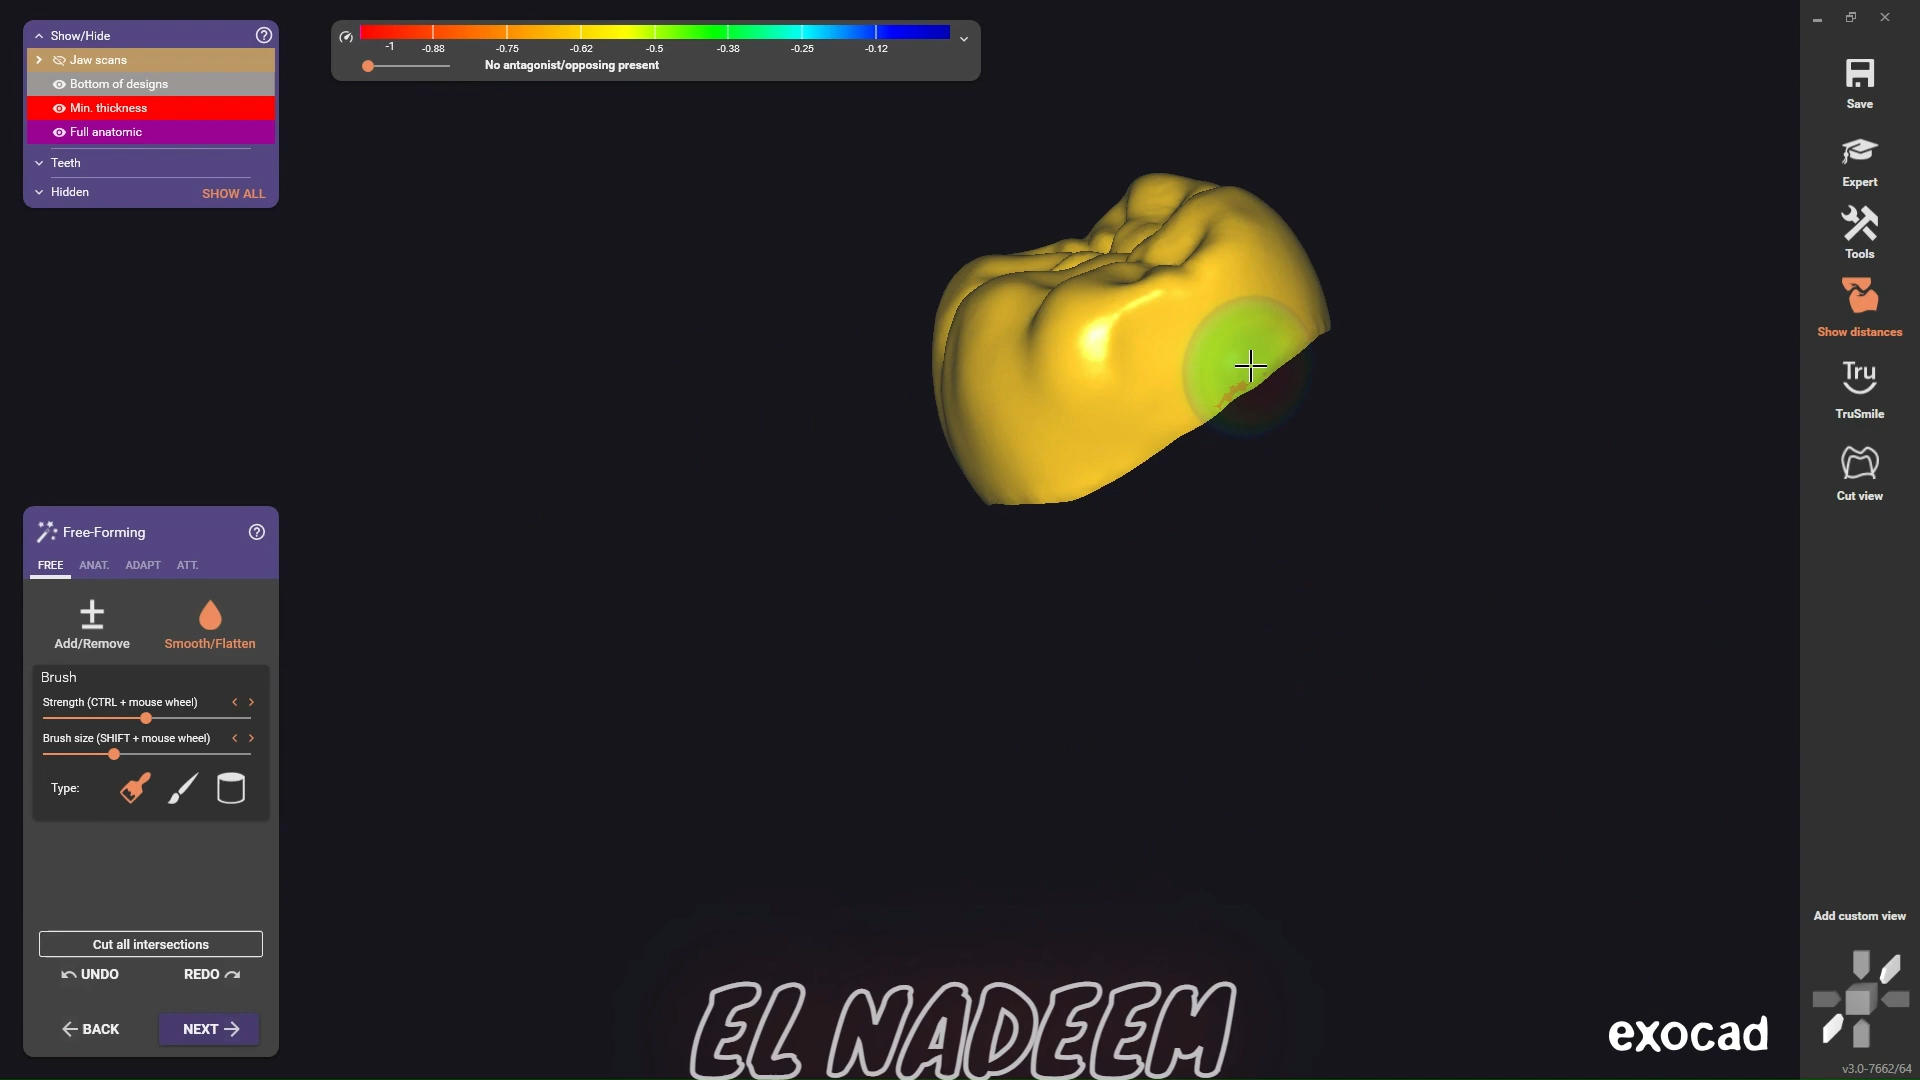 Show/Hide
Jaw scans
Bottom of designs
Min. thickness
Full anatomic
Teeth
Hidden
SHOW ALL
-1 -0.88 -0.75 -0.62 -0.5 -0.38 -0.25 -0.12
No antagonist/opposing present
Save
Expert
Tools
Show distances
Tru
TruSmile
Cut view
Free-Forming
FREE ANAT. ADAPT ATT.
Add/Remove Smooth/Flatten
Brush
Strength (CTRL + mouse wheel)
Brush size (SHIFT + mouse wheel)
Type:
Cut all intersections
UNDO REDO
BACK NEXT
Add custom view
EL NADEEM
exocad
v3.0-7662/64